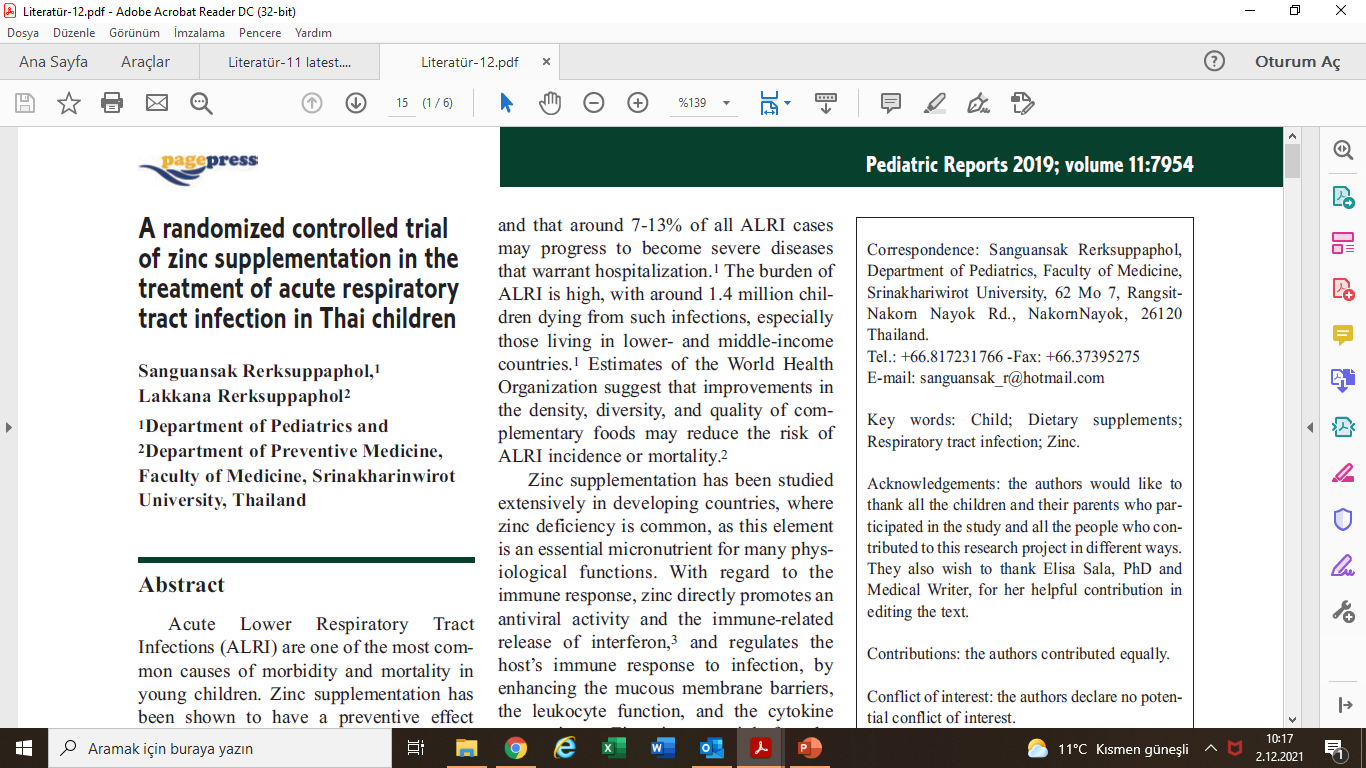 Literatür-12.pdf - Adobe Acrobat Reader DC (32-bit)
Dosya Düzenle Görünüm İmzalama Pencere Yardım
Ana Sayfa Araçlar Literatür-11 latest.... Literatür-12.pdf × ? Oturum Aç
15 (1 / 6) %139
pagepress
Pediatric Reports 2019; volume 11:7954
A randomized controlled trial
of zinc supplementation in the
treatment of acute respiratory
tract infection in Thai children
Sanguansak Rerksuppaphol,1
Lakkana Rerksuppaphol2
1Department of Pediatrics and
2Department of Preventive Medicine,
Faculty of Medicine, Srinakharinwirot
University, Thailand
Abstract
Acute Lower Respiratory Tract
Infections (ALRI) are one of the most com-
mon causes of morbidity and mortality in
young children. Zinc supplementation has
been shown to have a preventive effect
and that around 7-13% of all ALRI cases
may progress to become severe diseases
that warrant hospitalization.1 The burden of
ALRI is high, with around 1.4 million chil-
dren dying from such infections, especially
those living in lower- and middle-income
countries.1 Estimates of the World Health
Organization suggest that improvements in
the density, diversity, and quality of com-
plementary foods may reduce the risk of
ALRI incidence or mortality.2
Zinc supplementation has been studied
extensively in developing countries, where
zinc deficiency is common, as this element
is an essential micronutrient for many phys-
iological functions. With regard to the
immune response, zinc directly promotes an
antiviral activity and the immune-related
release of interferon,3 and regulates the
host's immune response to infection, by
enhancing the mucous membrane barriers,
the leukocyte function, and the cytokine
Correspondence: Sanguansak Rerksuppaphol,
Department of Pediatrics, Faculty of Medicine,
Srinakhariwirot University, 62 Mo 7, Rangsit-
Nakorn Nayok Rd., NakornNayok, 26120
Thailand.
Tel.: +66.817231766 -Fax: +66.37395275
E-mail: sanguansak_r@hotmail.com
Key words: Child; Dietary supplements;
Respiratory tract infection; Zinc.
Acknowledgements: the authors would like to
thank all the children and their parents who par-
ticipated in the study and all the people who con-
tributed to this research project in different ways.
They also wish to thank Elisa Sala, PhD and
Medical Writer, for her helpful contribution in
editing the text.
Contributions: the authors contributed equally.
Conflict of interest: the authors declare no poten-
tial conflict of interest.
Aramak için buraya yazın
11°C Kısmen güneşli
10:17
2.12.2021
1